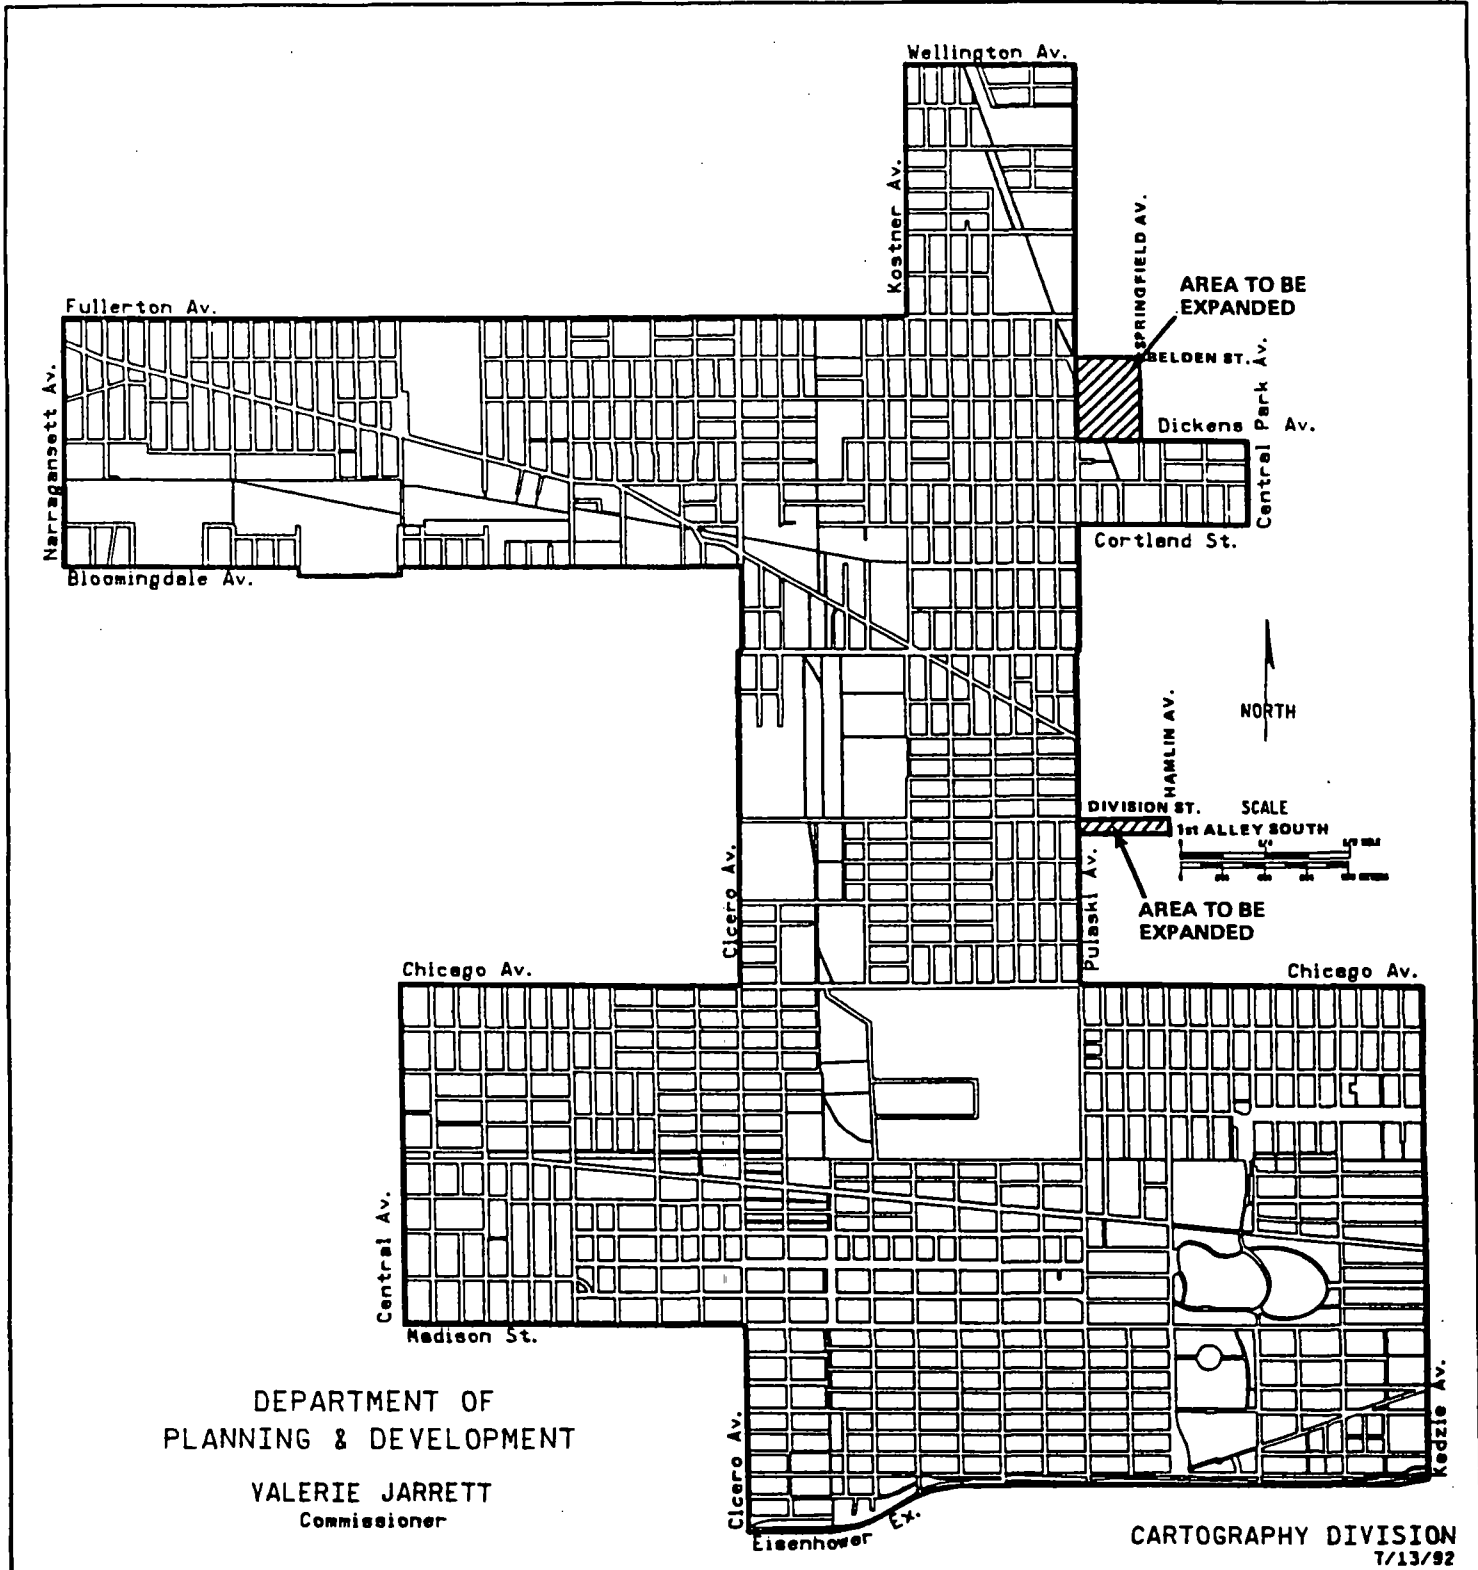 Wellington Av.
Kostner Av.
SPRINGFIELD AV.
AREA TO BE
EXPANDED
Fullerton Av.
BELDEN ST.
Narragansett Av.
Central Park Av.
Dickens Av.
Cortland St.
Bloomingdale Av.
NORTH
HAMLIN AV.
DIVISION ST.
SCALE
1st ALLEY SOUTH
Cicero Av.
Pulaski Av.
AREA TO BE
EXPANDED
Chicago Av.
Chicago Av.
Central Av.
Madison St.
Kedzie Av.
DEPARTMENT OF
PLANNING & DEVELOPMENT
VALERIE JARRETT
Commissioner
Cicero Av.
Eisenhower Ex.
CARTOGRAPHY DIVISION
7/13/92